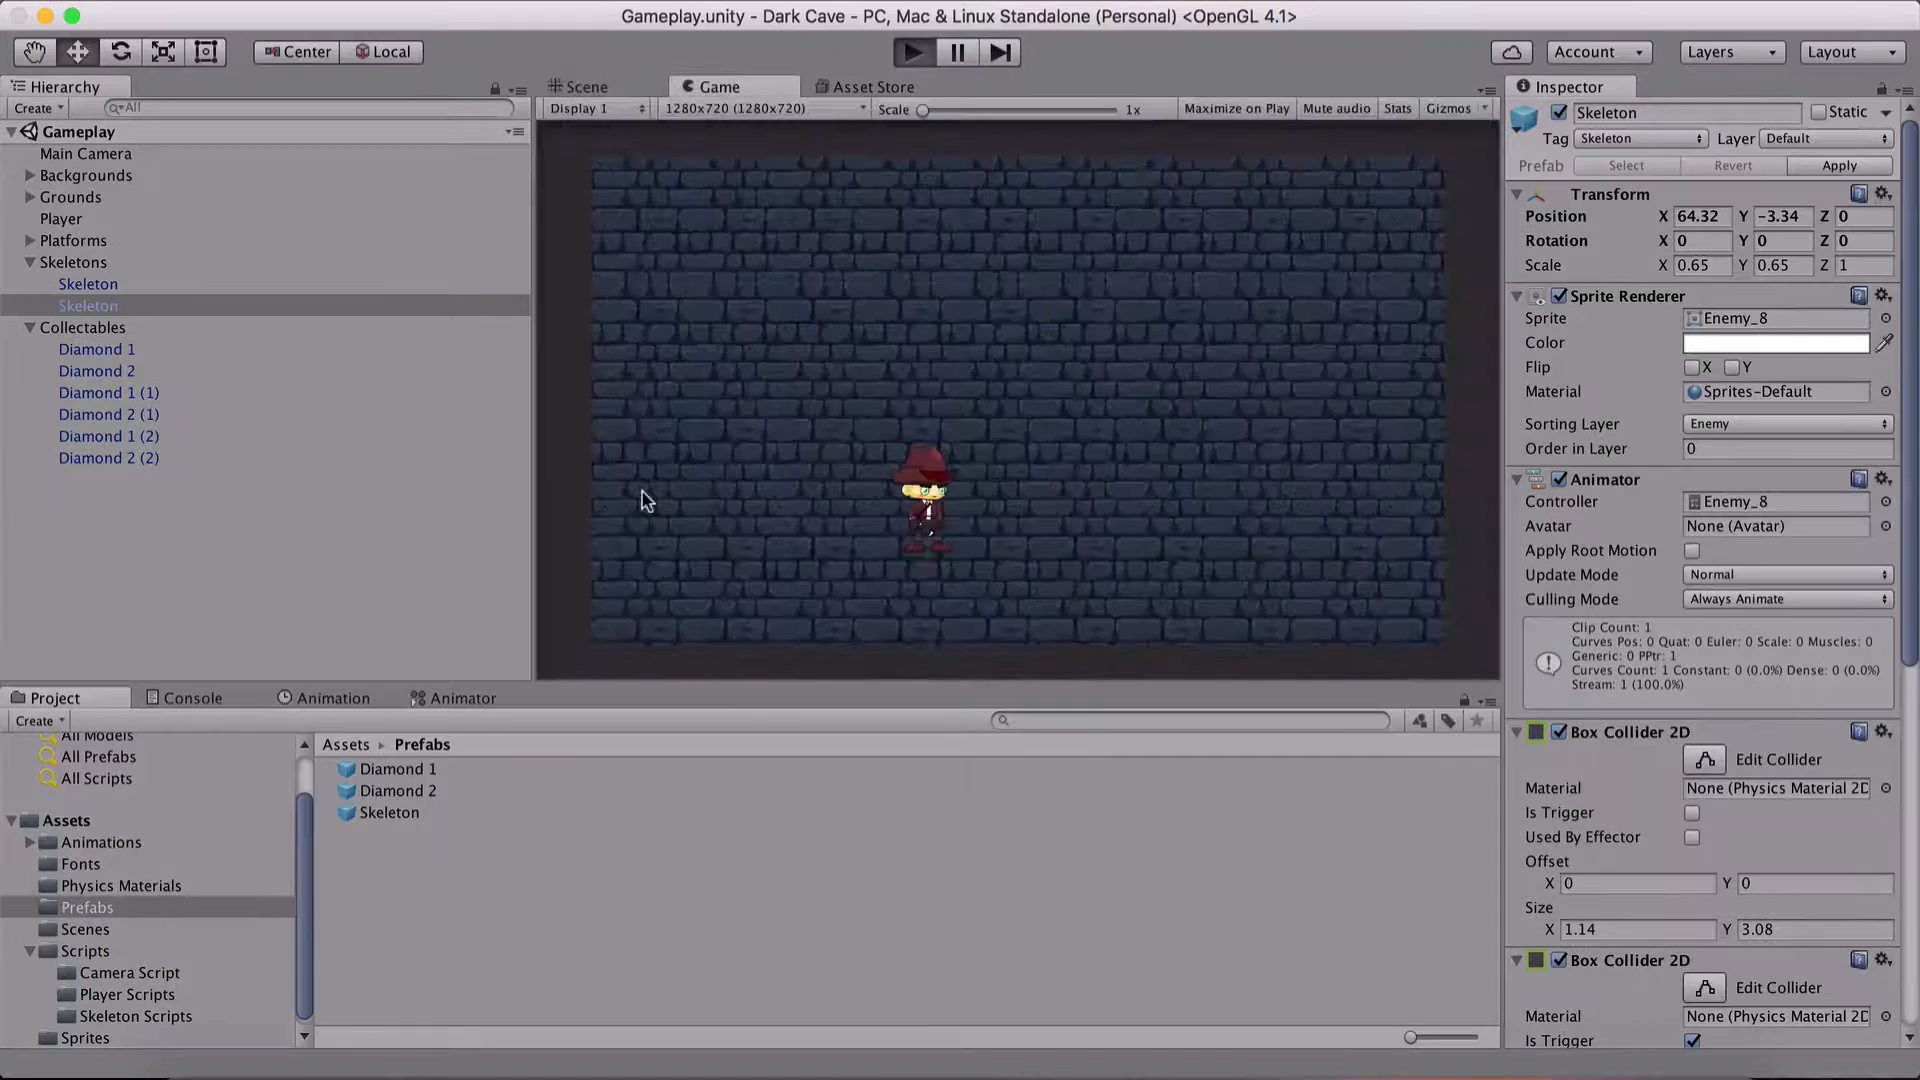 Gameplay.unity - Dark Cave - PC, Mac & Linux Standalone (Personal) <OpenGL 4.1>
Center Local Account Layers Layout
Hierarchy
Create All
Gameplay
Main Camera
Backgrounds
Grounds
Player
Platforms
Skeletons
Skeleton
Skeleton
Collectables
Diamond 1
Diamond 2
Diamond 1 (1)
Diamond 2 (1)
Diamond 1 (2)
Diamond 2 (2)
Scene Game Asset Store
Display 1 1280x720 (1280x720) Scale 1x Maximize on Play Mute audio Stats Gizmos
Inspector
Skeleton Static
Tag Skeleton Layer Default
Prefab Select Revert Apply
Transform
Position X 64.32 Y -3.34 Z 0
Rotation X 0 Y 0 Z 0
Scale X 0.65 Y 0.65 Z 1
Sprite Renderer
Sprite Enemy_8
Color
Flip X Y
Material Sprites-Default
Sorting Layer Enemy
Order in Layer 0
Animator
Controller Enemy_8
Avatar None (Avatar)
Apply Root Motion
Update Mode Normal
Culling Mode Always Animate
Clip Count: 1
Curves Pos: 0 Quat: 0 Euler: 0 Scale: 0 Muscles: 0
Generic: 0 PPtr: 1
Curves Count: 1 Constant: 0 (0.0%) Dense: 0 (0.0%)
Stream: 1 (100.0%)
Box Collider 2D
Edit Collider
Material None (Physics Material 2D
Is Trigger
Used By Effector
Offset
X 0 Y 0
Size
X 1.14 Y 3.08
Box Collider 2D
Edit Collider
Material None (Physics Material 2D
Is Trigger
Project Console Animation Animator
Create
All Models
All Prefabs
All Scripts
Assets
Animations
Fonts
Physics Materials
Prefabs
Scenes
Scripts
Camera Script
Player Scripts
Skeleton Scripts
Sprites
Assets Prefabs
Diamond 1
Diamond 2
Skeleton